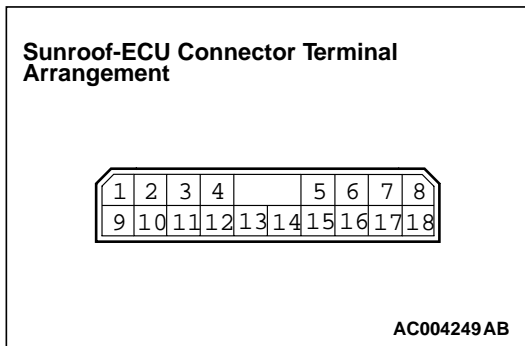 Sunroof-ECU Connector Terminal
Arrangement
1 2 3 4 5 6 7 8
9 10 11 12 13 14 15 16 17 18
AC004249AB